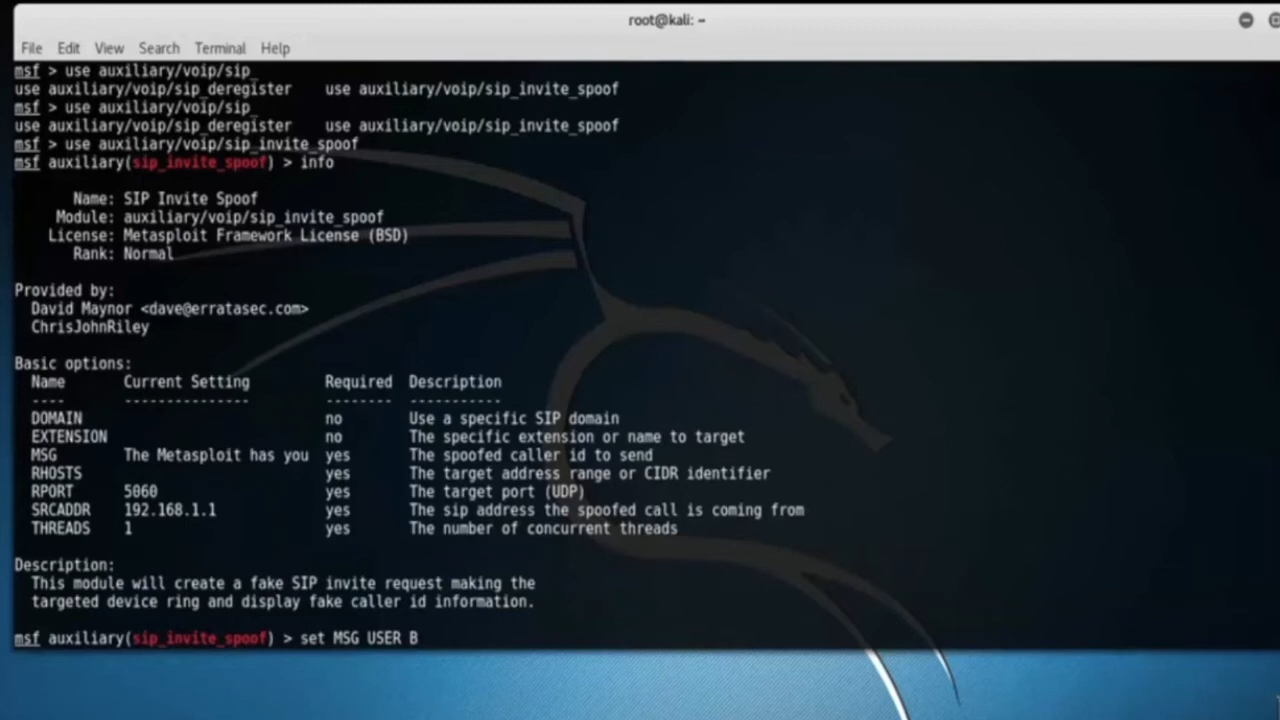 root@kali: ~
File Edit View Search Terminal Help
msf > use auxiliary/voip/sip_
use auxiliary/voip/sip_deregister    use auxiliary/voip/sip_invite_spoof
msf > use auxiliary/voip/sip_
use auxiliary/voip/sip_deregister    use auxiliary/voip/sip_invite_spoof
msf > use auxiliary/voip/sip_invite_spoof
msf auxiliary(sip_invite_spoof) > info
Name: SIP Invite Spoof
Module: auxiliary/voip/sip_invite_spoof
License: Metasploit Framework License (BSD)
Rank: Normal
Provided by:
David Maynor <dave@erratasec.com>
ChrisJohnRiley
Basic options:
Name    Current Setting    Required    Description
----    ---------------    --------    -----------
DOMAIN    no    Use a specific SIP domain
EXTENSION    no    The specific extension or name to target
MSG    The Metasploit has you    yes    The spoofed caller id to send
RHOSTS    yes    The target address range or CIDR identifier
RPORT    5060    yes    The target port (UDP)
SRCADDR    192.168.1.1    yes    The sip address the spoofed call is coming from
THREADS    1    yes    The number of concurrent threads
Description:
This module will create a fake SIP invite request making the
targeted device ring and display fake caller id information.
msf auxiliary(sip_invite_spoof) > set MSG USER B